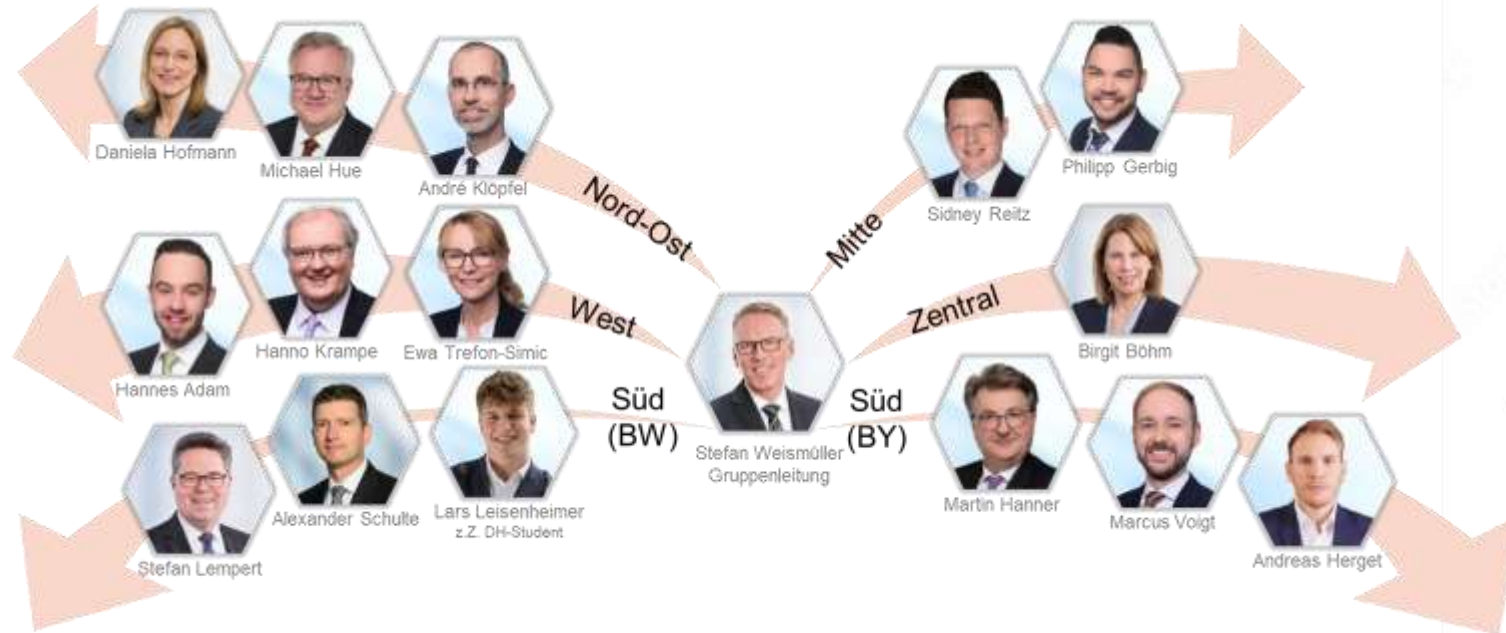 Daniela Hofmann
Michael Hue
André Klöpfel
Nord-Ost
Hannes Adam
Hanno Krampe
Ewa Trefon-Simic
West
Stefan Lempert
Alexander Schulte
Lars Leisenheimer
z.Z. DH-Student
Süd
(BW)
Stefan Weismüller
Gruppenleitung
Mitte
Sidney Reitz
Philipp Gerbig
Zentral
Birgit Böhm
Süd
(BY)
Martin Hanner
Marcus Voigt
Andreas Herget